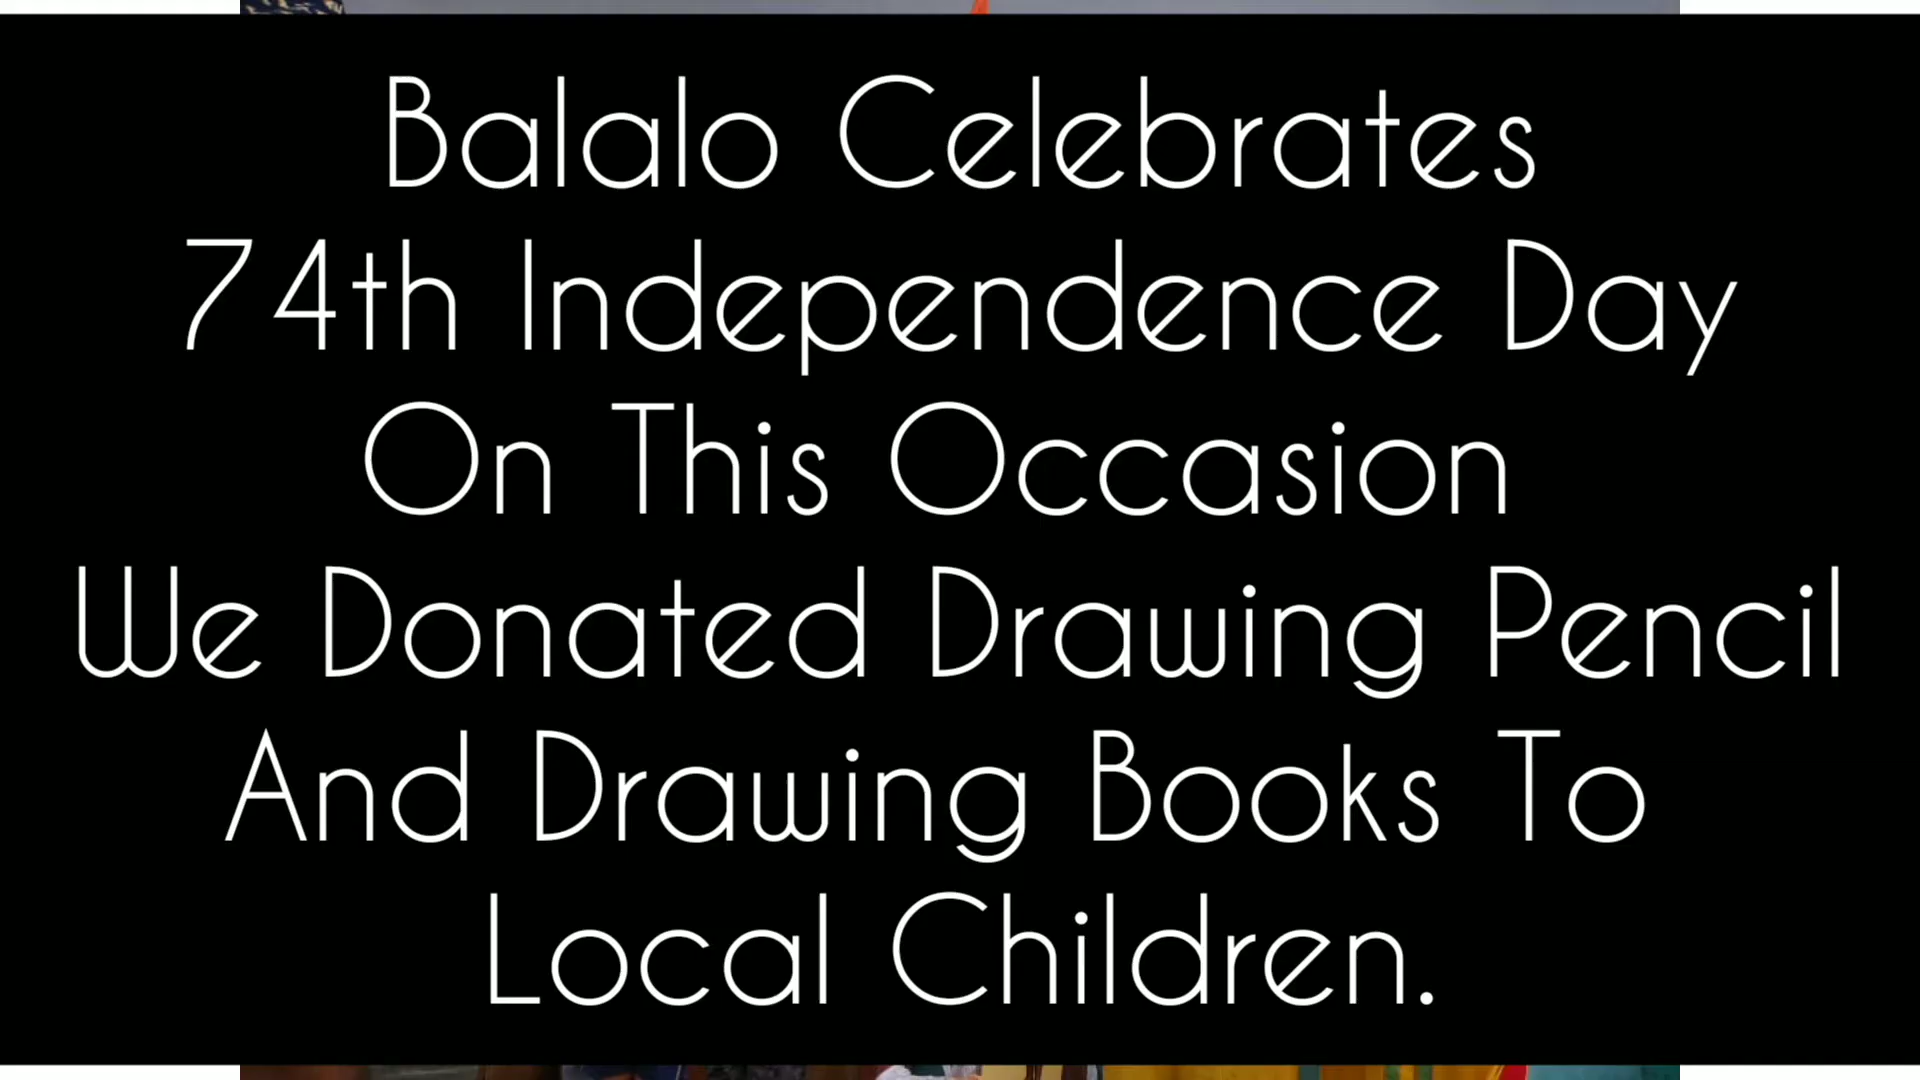 Balalo Celebrates
74th Independence Day
On This Occasion
We Donated Drawing Pencil
And Drawing Books To
Local Children.